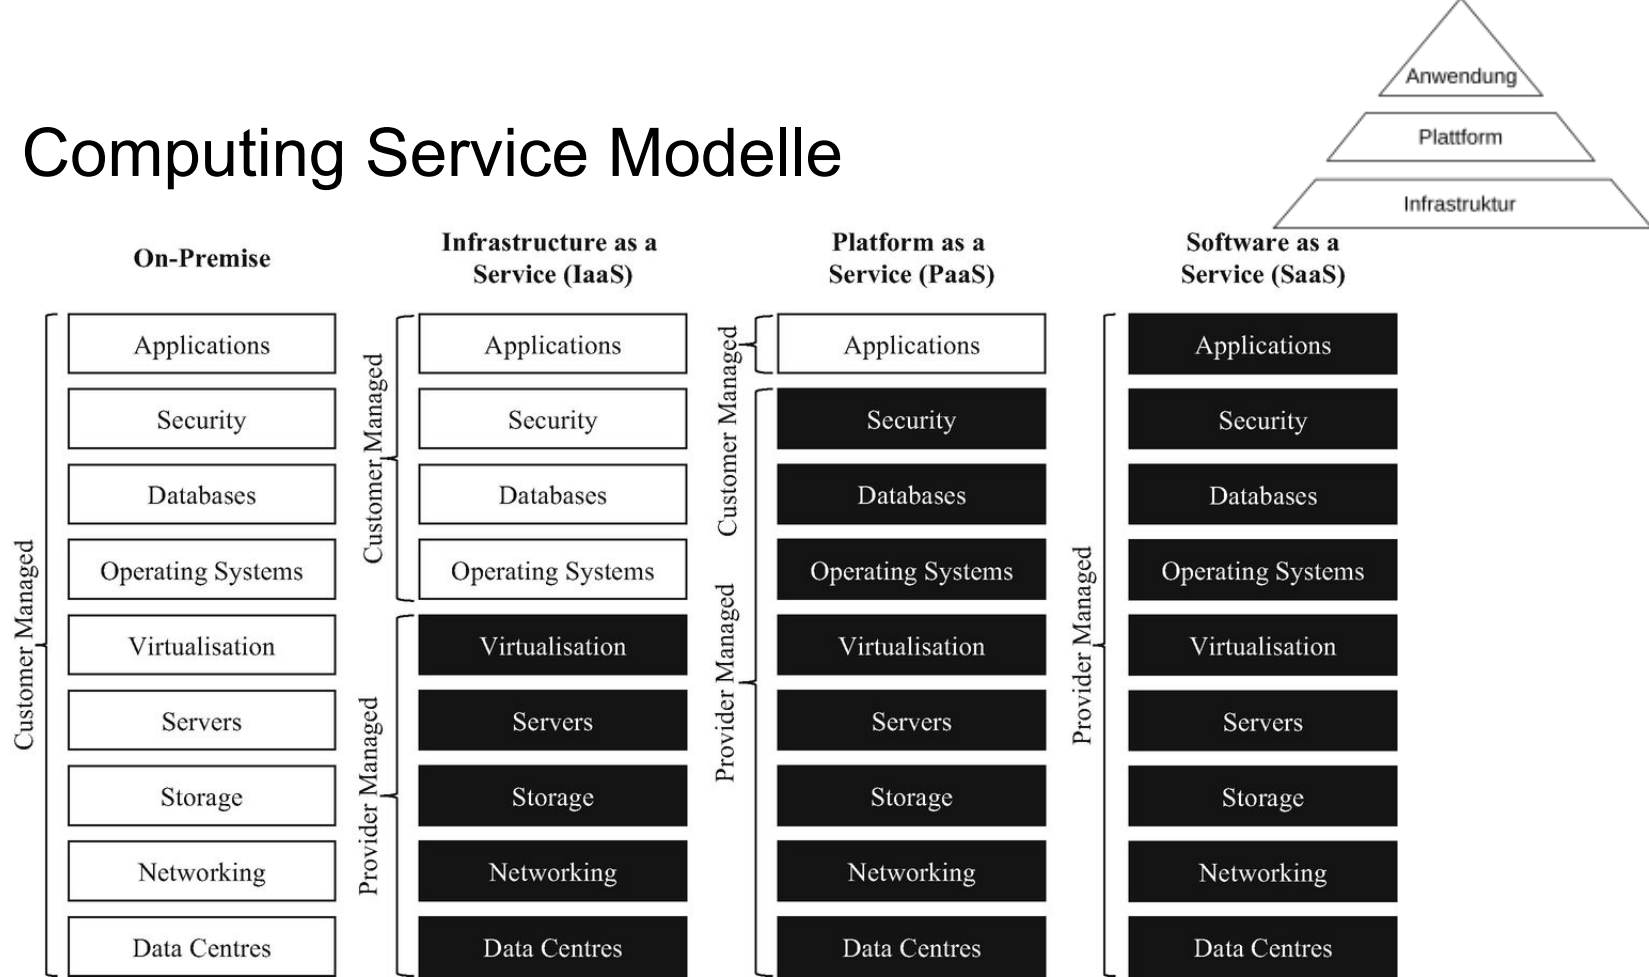 Anwendung
Plattform
Infrastruktur
Computing Service Modelle
On-Premise
Customer Managed
Applications
Security
Databases
Operating Systems
Virtualisation
Servers
Storage
Networking
Data Centres
Infrastructure as a
Service (IaaS)
Customer Managed
Provider Managed
Applications
Security
Databases
Operating Systems
Virtualisation
Servers
Storage
Networking
Data Centres
Platform as a
Service (PaaS)
Customer Managed
Provider Managed
Applications
Security
Databases
Operating Systems
Virtualisation
Servers
Storage
Networking
Data Centres
Software as a
Service (SaaS)
Provider Managed
Applications
Security
Databases
Operating Systems
Virtualisation
Servers
Storage
Networking
Data Centres